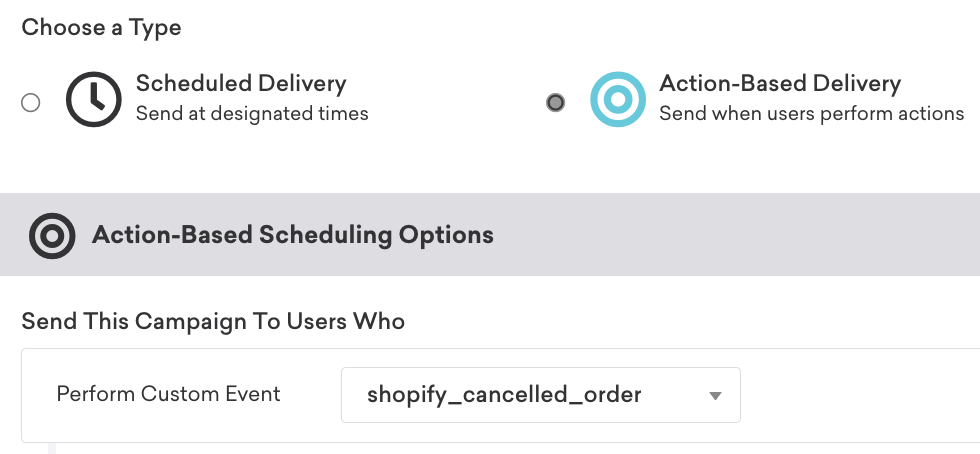 Choose a Type
Scheduled Delivery
Send at designated times
Action-Based Delivery
Send when users perform actions
Action-Based Scheduling Options
Send This Campaign To Users Who
Perform Custom Event
shopify_cancelled_order